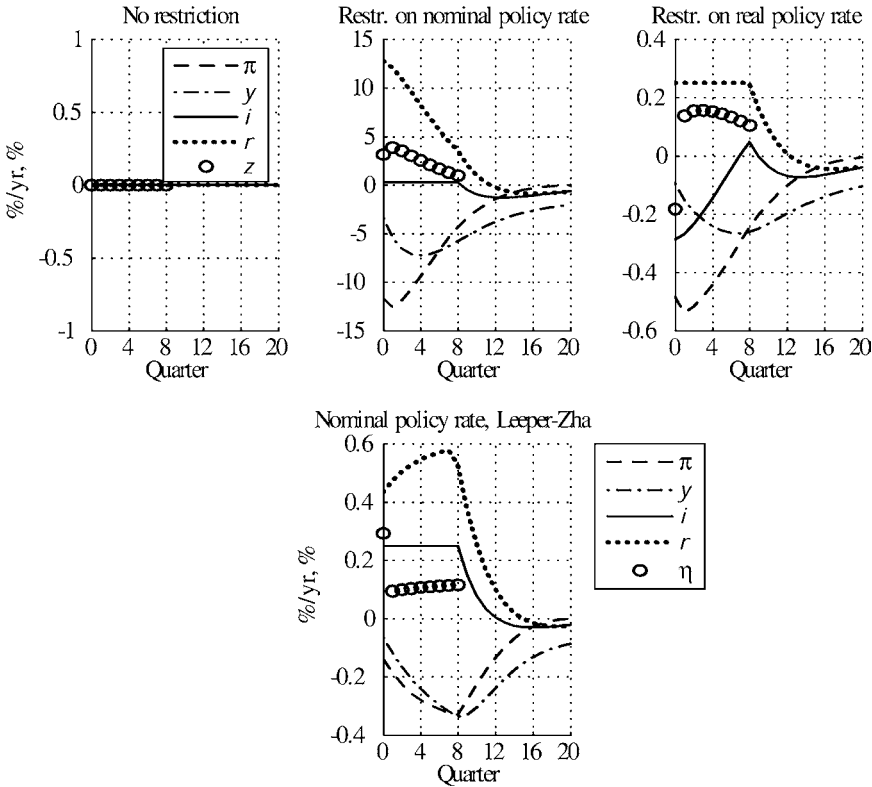 No restriction
Restr. on nominal policy rate
Restr. on real policy rate
%/yr, %
1
0.5
0
-0.5
-1
π
y
i
r
z
0 4 8 12 16 20
Quarter
15
10
5
0
-5
-10
-15
0 4 8 12 16 20
Quarter
0.4
0.2
0
-0.2
-0.4
-0.6
0 4 8 12 16 20
Quarter
Nominal policy rate, Leeper-Zha
%/yr, %
0.6
0.4
0.2
0
-0.2
-0.4
0 4 8 12 16 20
Quarter
π
y
i
r
η